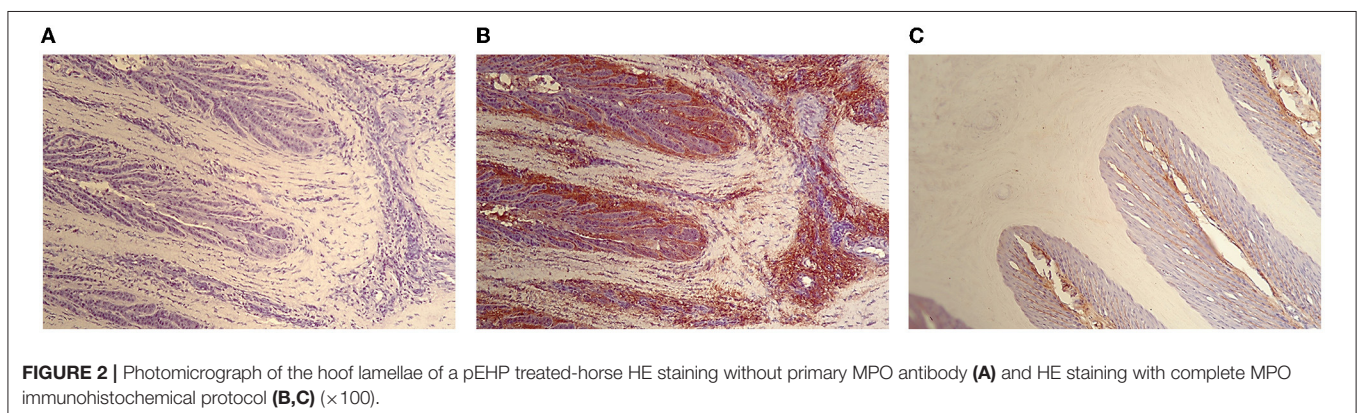 A
B
C
FIGURE 2 | Photomicrograph of the hoof lamellae of a pEHP treated-horse HE staining without primary MPO antibody (A) and HE staining with complete MPO
immunohistochemical protocol (B,C) (×100).